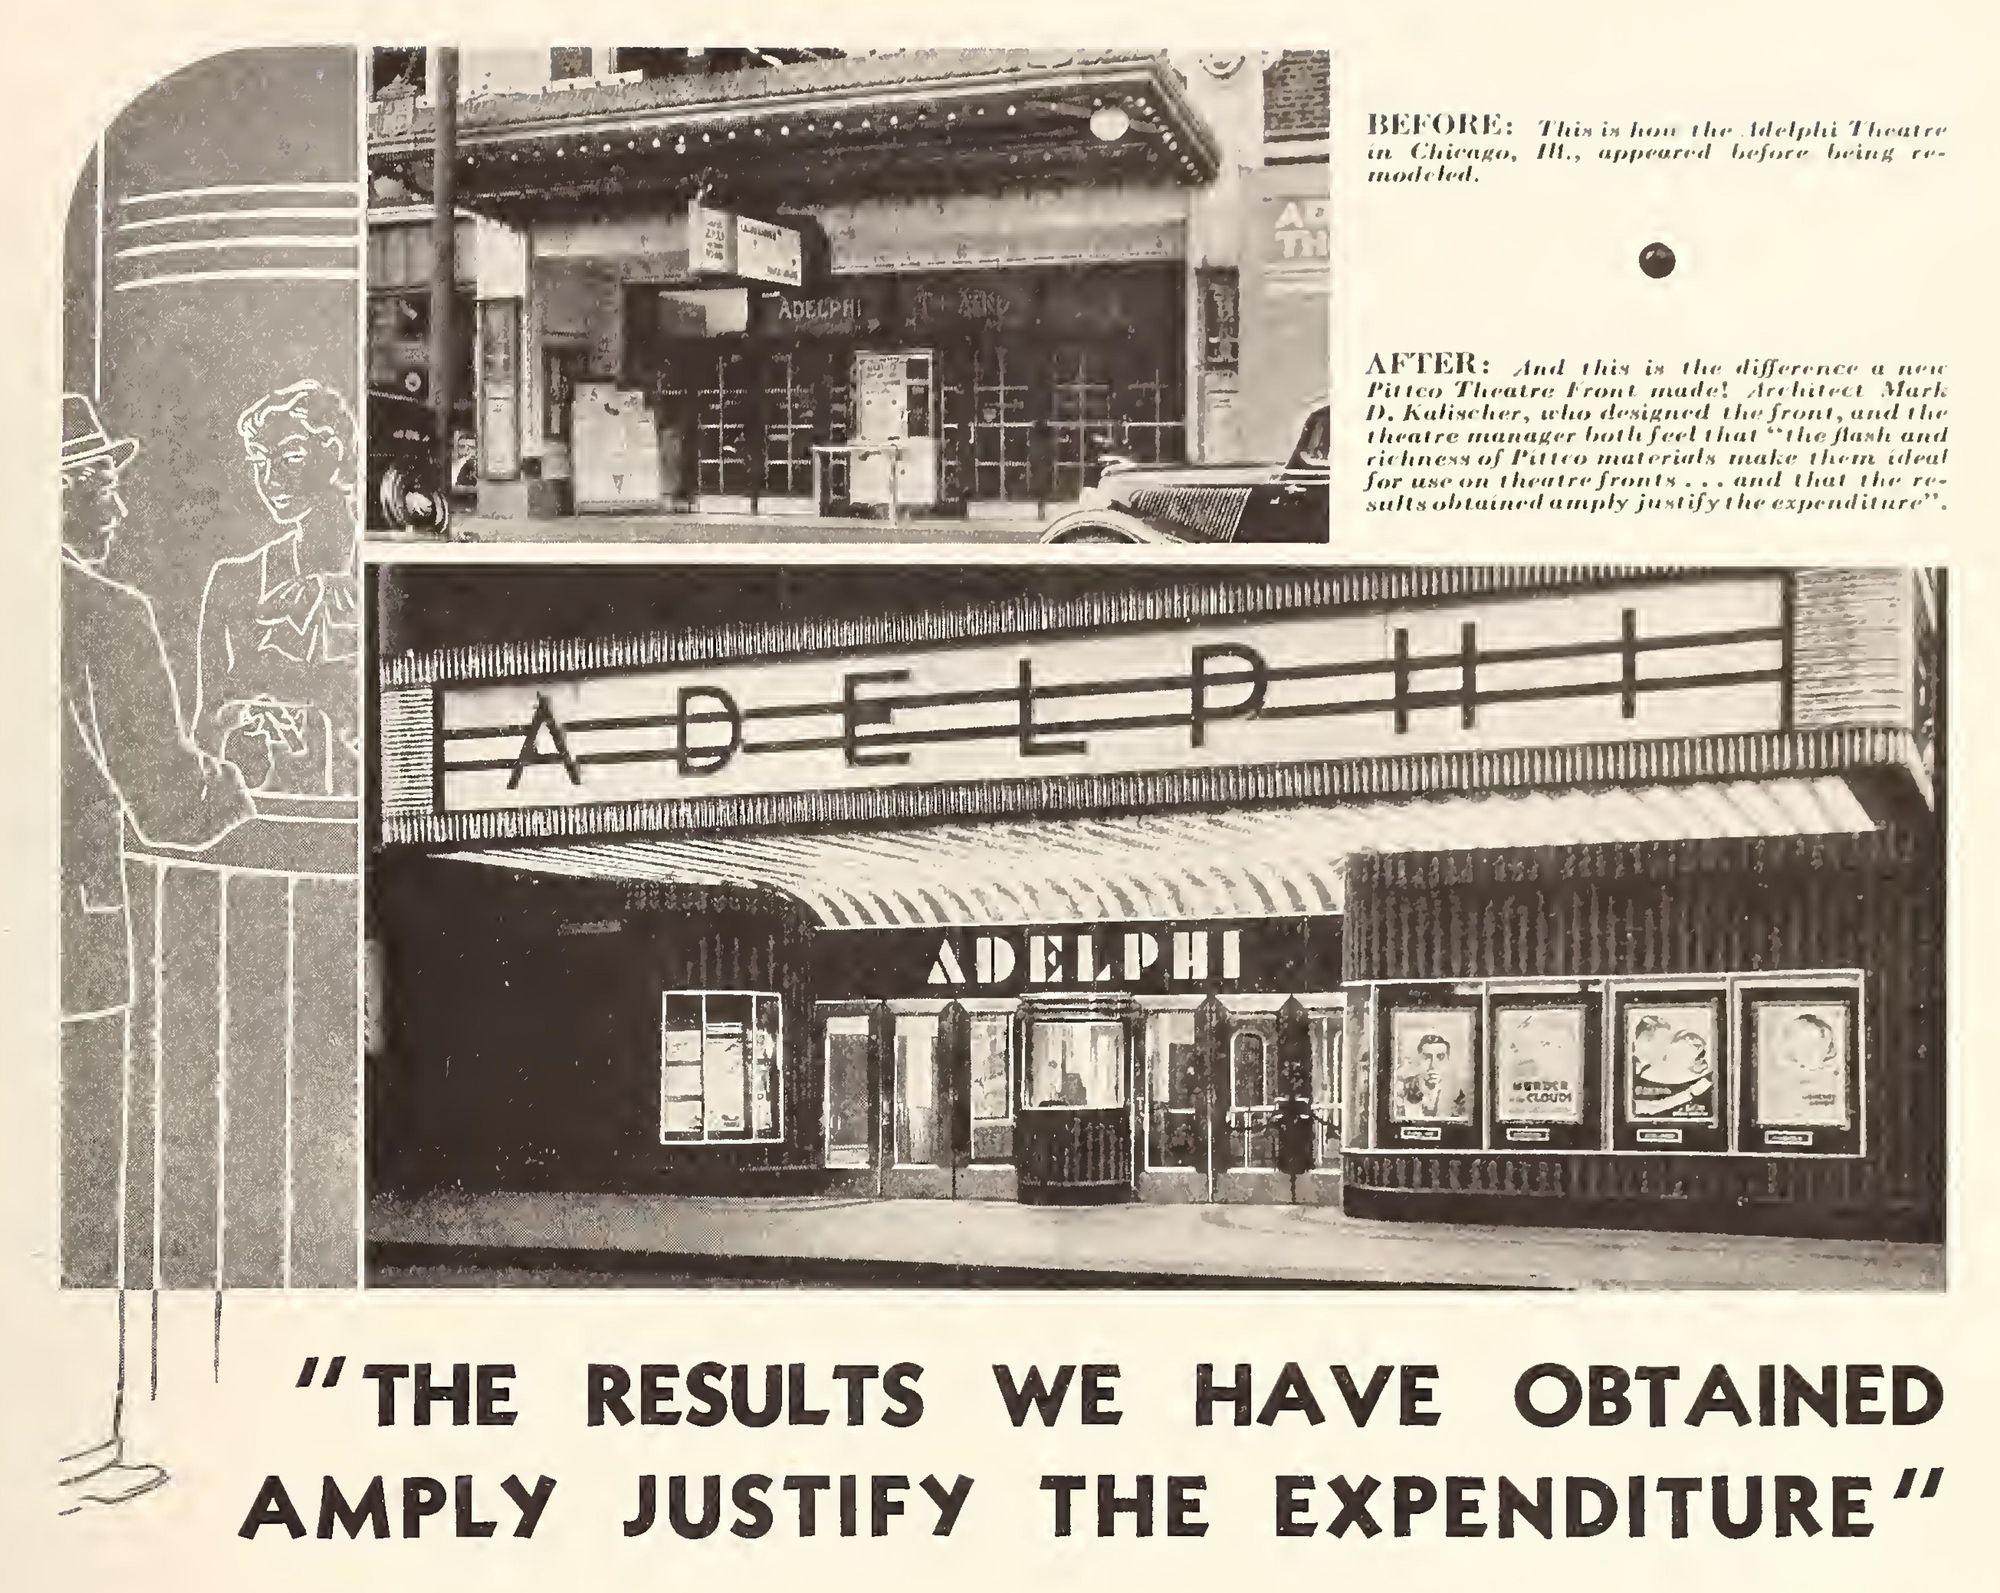 BEFORE: This is how the Adelphi Theatre
in Chicago, Ill., appeared before being re-
modeled.
AD
TH
ADELPHI
AFTER: And this is the difference a new
Pittco Theatre Front made! Architect Mark
D. Kalischer, who designed the front, and the
theatre manager both feel that "the flash and
richness of Pittco materials make them ideal
for use on theatre fronts . . . and that the re-
sults obtained amply justify the expenditure".
ADELPHI
ADELPHI
MURDER
CLOUDS
"THE RESULTS WE HAVE OBTAINED
AMPLY JUSTIFY THE EXPENDITURE"